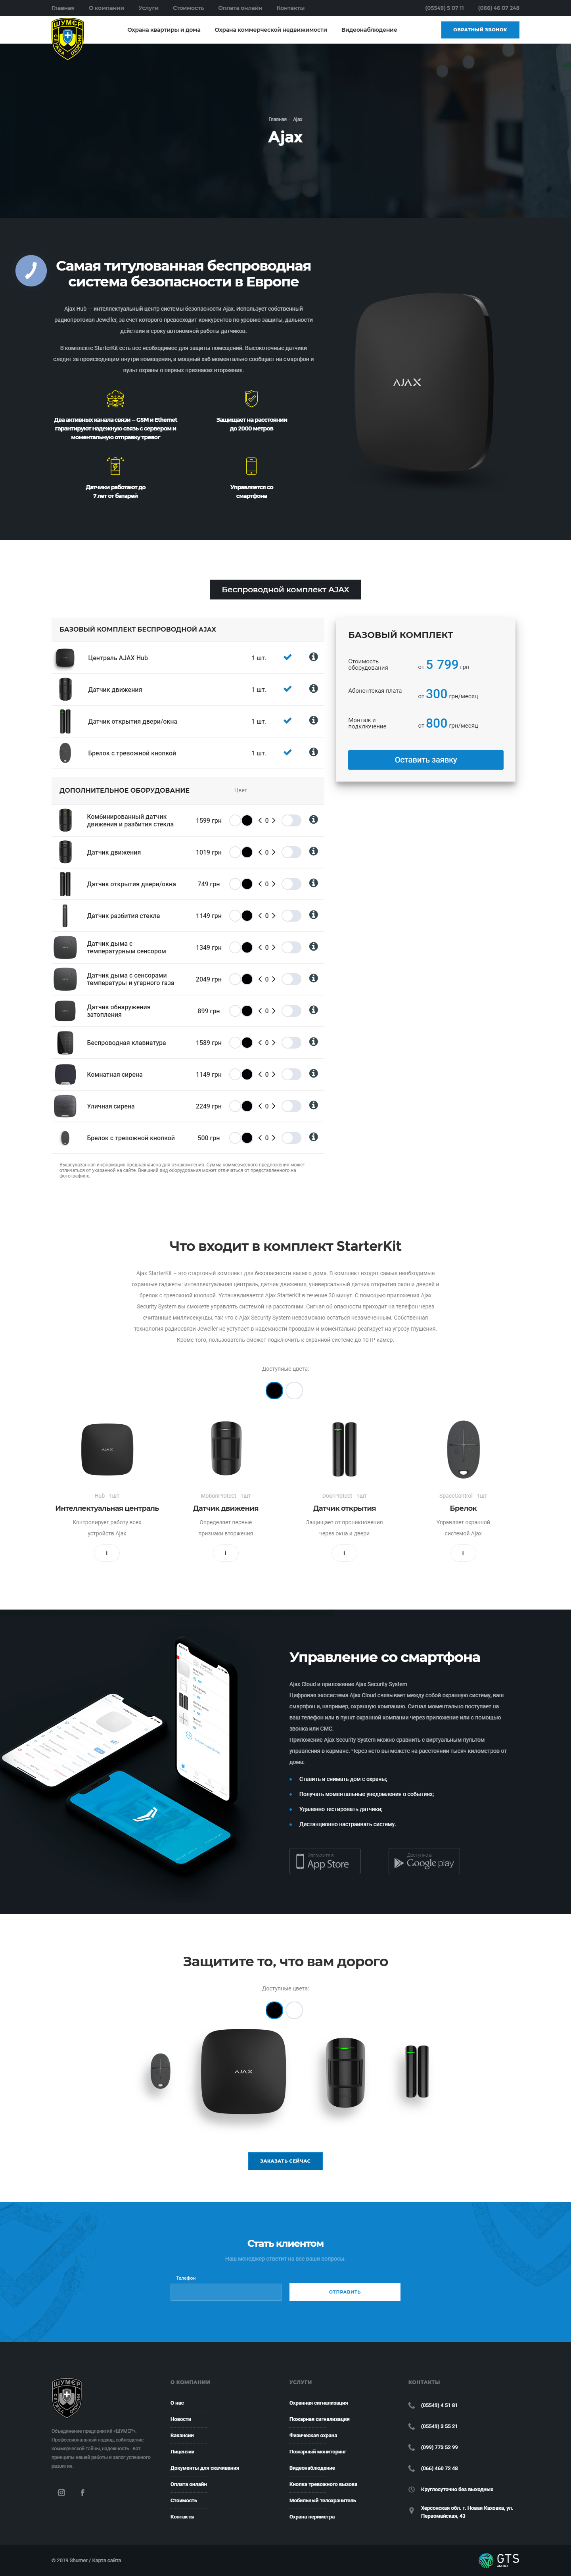 Главная
О компании
Услуги
Стоимость
Оплата онлайн
Контакты
(05549) 5 07 11
(066) 46 07 248
ШУМЕР
Охрана квартиры и дома
Охрана коммерческой недвижимости
Видеонаблюдение
ОБРАТНЫЙ ЗВОНОК
Главная
Ajax
Ajax
Самая титулованная беспроводная
система безопасности в Европе
Ajax Hub — интеллектуальный центр системы безопасности Ajax. Использует собственный
радиопротокол Jeweller, за счет которого превосходит конкурентов по уровню защиты, дальности
действия и сроку автономной работы датчиков.
В комплекте StarterKit есть все необходимое для защиты помещений. Высокоточные датчики
следят за происходящим внутри помещения, а мощный хаб моментально сообщает на смартфон и
пульт охраны о первых признаках вторжения.
Два активных канала связи – GSM и Ethernet
гарантируют надежную связь с сервером и
моментальную отправку тревог
Защищает на расстоянии
до 2000 метров
Датчики работают до
7 лет от батарей
Управляется со
смартфона
AJAX
Беспроводной комплект AJAX
БАЗОВЫЙ КОМПЛЕКТ БЕСПРОВОДНОЙ AJAX
Централь AJAX Hub 1 шт.
Датчик движения 1 шт.
Датчик открытия двери/окна 1 шт.
Брелок с тревожной кнопкой 1 шт.
БАЗОВЫЙ КОМПЛЕКТ
Стоимость
оборудования
от 5 799 грн
Абонентская плата
от 300 грн/месяц
Монтаж и
подключение
от 800 грн/месяц
Оставить заявку
ДОПОЛНИТЕЛЬНОЕ ОБОРУДОВАНИЕ Цвет
Комбинированный датчик
движения и разбития стекла
1599 грн 0
Датчик движения 1019 грн 0
Датчик открытия двери/окна 749 грн 0
Датчик разбития стекла 1149 грн 0
Датчик дыма с
температурным сенсором
1349 грн 0
Датчик дыма с сенсорами
температуры и угарного газа
2049 грн 0
Датчик обнаружения
затопления
899 грн 0
Беспроводная клавиатура 1589 грн 0
Комнатная сирена 1149 грн 0
Уличная сирена 2249 грн 0
Брелок с тревожной кнопкой 500 грн 0
Вышеуказанная информация предназначена для ознакомления. Сумма коммерческого предложения может
отличаться от указанной на сайте. Внешний вид оборудования может отличаться от представленного на
фотографиях.
Что входит в комплект StarterKit
Ajax StarterKit – это стартовый комплект для безопасности вашего дома. В комплект входят самые необходимые
охранные гаджеты: интеллектуальная централь, датчик движения, универсальный датчик открытия окон и дверей и
брелок с тревожной кнопкой. Устанавливается Ajax StarterKit в течение 30 минут. С помощью приложения Ajax
Security System вы сможете управлять системой на расстоянии. Сигнал об опасности приходит на телефон через
считанные миллисекунды, так что с Ajax Security System невозможно остаться незамеченным. Собственная
технология радиосвязи Jeweller не уступает в надежности проводам и моментально реагирует на угрозу глушения.
Кроме того, пользователь сможет подключить к охранной системе до 10 IP-камер.
Доступные цвета:
AJAX
Hub - 1шт
Интеллектуальная централь
Контролирует работу всех
устройств Ajax
MotionProtect - 1шт
Датчик движения
Определяет первые
признаки вторжения
DoorProtect - 1шт
Датчик открытия
Защищает от проникновения
через окна и двери
SpaceControl - 1шт
Брелок
Управляет охранной
системой Ajax
Управление со смартфона
Ajax Cloud и приложение Ajax Security System
Цифровая экосистема Ajax Cloud связывает между собой охранную систему, ваш
смартфон и, например, охранную компанию. Сигнал моментально поступает на
ваш телефон или в пункт охранной компании через приложение или с помощью
звонка или СМС.
Приложение Ajax Security System можно сравнить с виртуальным пультом
управления в кармане. Через него вы можете на расстоянии тысяч километров от
дома:
Ставить и снимать дом с охраны;
Получать моментальные уведомления о событиях;
Удаленно тестировать датчики;
Дистанционно настраивать систему.
Загрузите в
App Store
Доступно в
Google play
Защитите то, что вам дорого
Доступные цвета:
AJAX
ЗАКАЗАТЬ СЕЙЧАС
Стать клиентом
Наш менеджер ответит на все ваши вопросы.
Телефон
ОТПРАВИТЬ
ШУМЕР
Объединение предприятий «ШУМЕР».
Профессиональный подход, соблюдение
коммерческой тайны, надежность - вот
принципы нашей работы и залог успешного
развития.
О КОМПАНИИ
О нас
Новости
Вакансии
Лицензии
Документы для скачивания
Оплата онлайн
Стоимость
Контакты
УСЛУГИ
Охранная сигнализация
Пожарная сигнализация
Физическая охрана
Пожарный мониторинг
Видеонаблюдение
Кнопка тревожного вызова
Мобильный телохранитель
Охрана периметра
КОНТАКТЫ
(05549) 4 51 81
(05549) 3 55 21
(099) 773 52 99
(066) 460 72 48
Круглосуточно без выходных
Херсонская обл. г. Новая Каховка, ул.
Первомайская, 43
© 2019 Shumer / Карта сайта
GTS